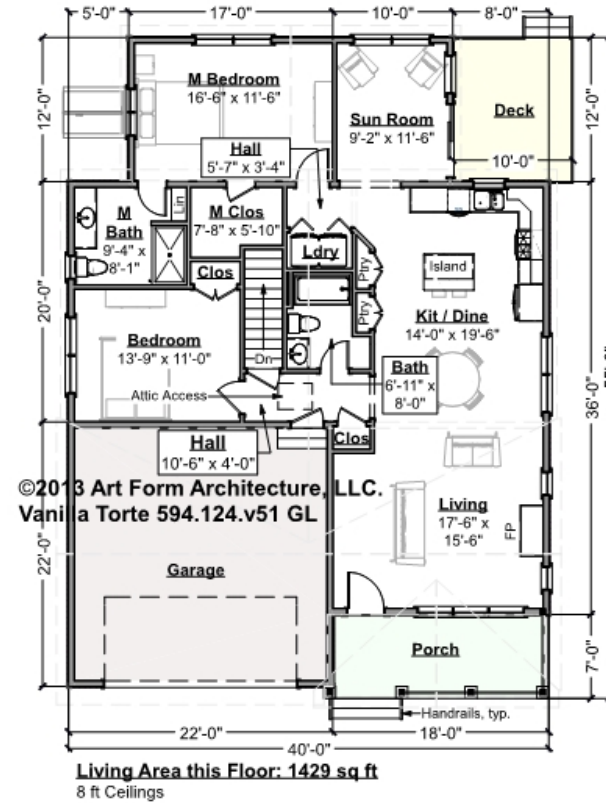 5'-0"
17'-0"
10'-0"
8'-0"
12'-0"
M Bedroom
16'-6" x 11'-6"
Sun Room
9'-2" x 11'-6"
Deck
12'-0"
Hall
5'-7" x 3'-4"
10'-0"
M
Bath
9'-4" x
8'-1"
Lin
M Clos
7'-8" x 5'-10"
Ldry
Ptry
Island
Clos
Ptry
Kit / Dine
14'-0" x 19'-6"
20'-0"
Bedroom
13'-9" x 11'-0"
Dn
Bath
6'-11" x
8'-0"
Attic Access
36'-0"
Hall
10'-6" x 4'-0"
Clos
©2013 Art Form Architecture, LLC.
Vanilla Torte 594.124.v51 GL
Living
17'-6" x
15'-6"
FP
22'-0"
Garage
Porch
7'-0"
Handrails, typ.
22'-0"
18'-0"
40'-0"
Living Area this Floor: 1429 sq ft
8 ft Ceilings